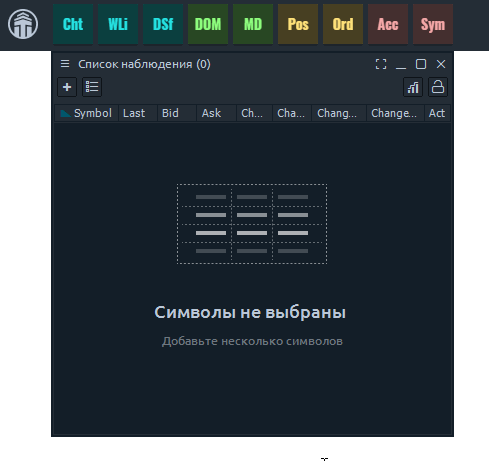 Cht WLi DSf DOM MD Pos Ord Acc Sym
Список наблюдения (0)
Symbol Last Bid Ask Ch... Cha... Chang... Change... Act
Символы не выбраны
Добавьте несколько символов